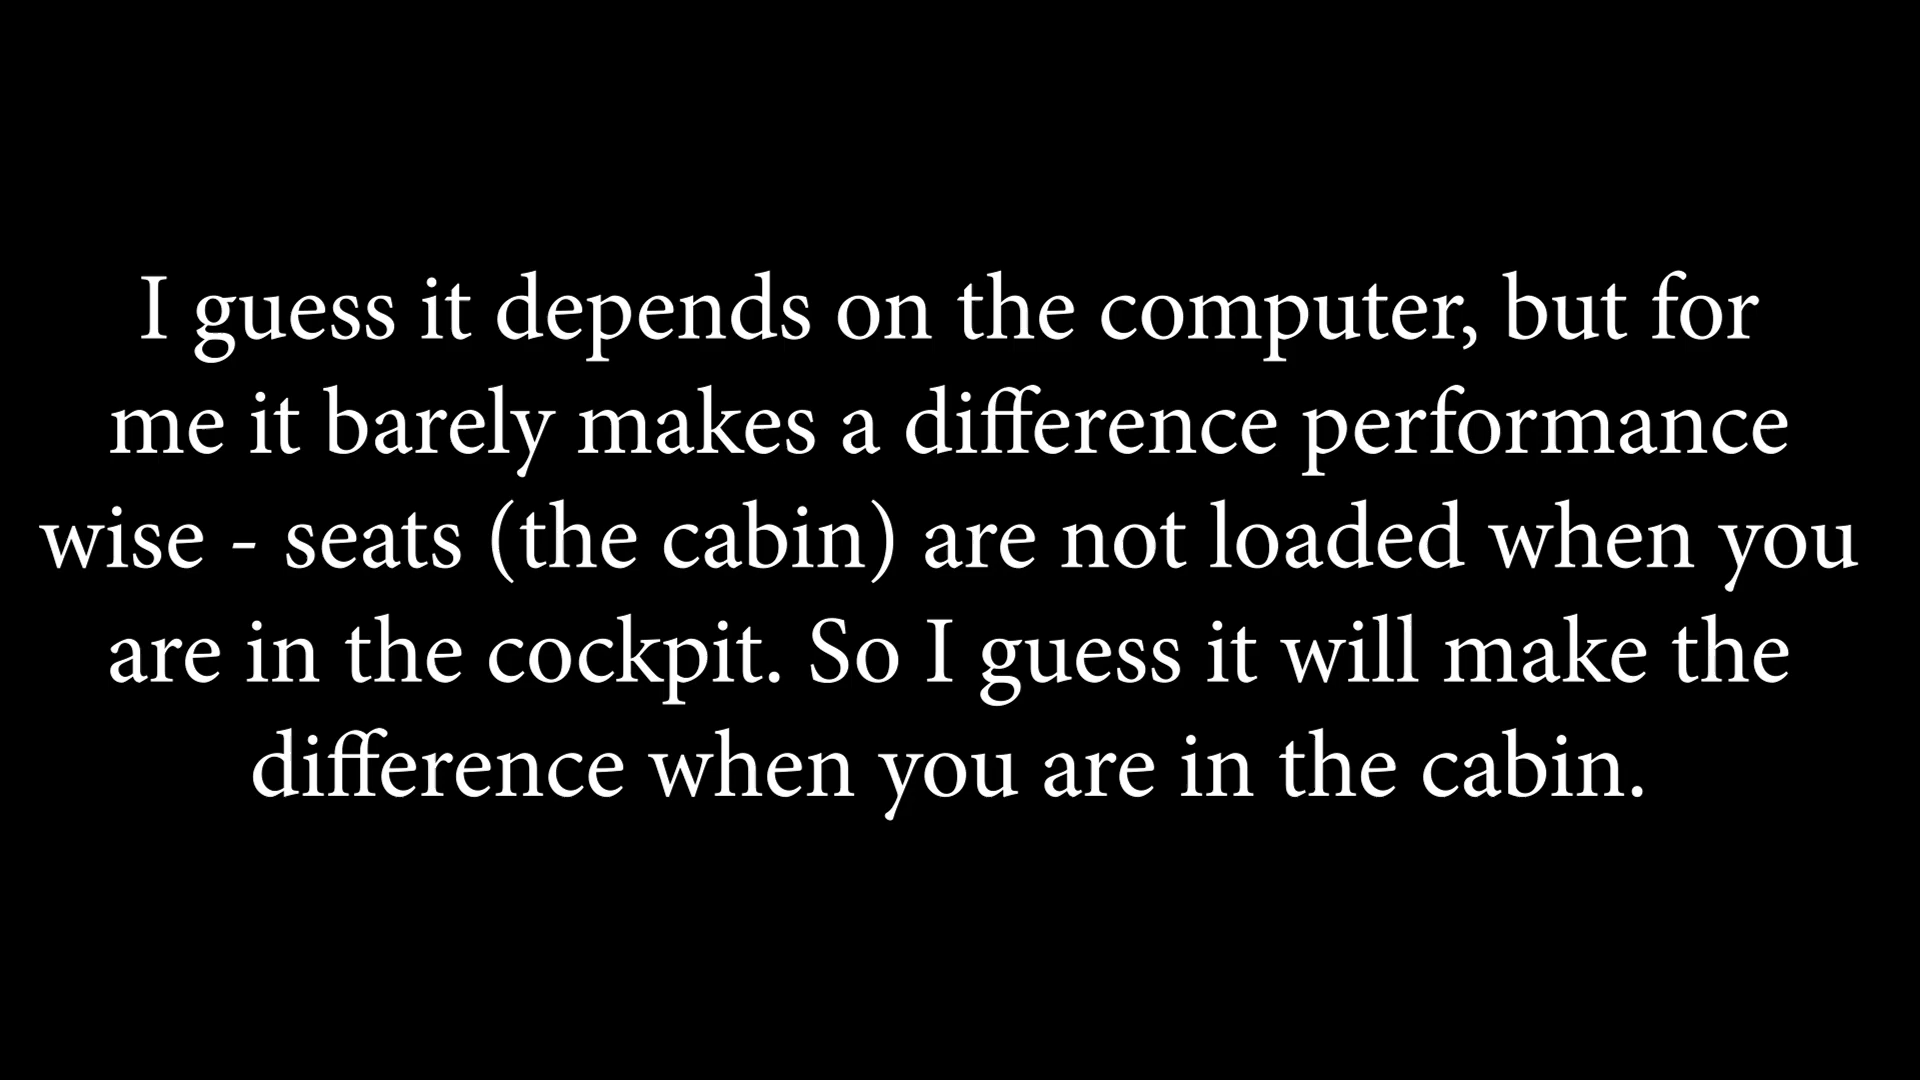 I guess it depends on the computer, but for
me it barely makes a difference performance
wise - seats (the cabin) are not loaded when you
are in the cockpit. So I guess it will make the
difference when you are in the cabin.